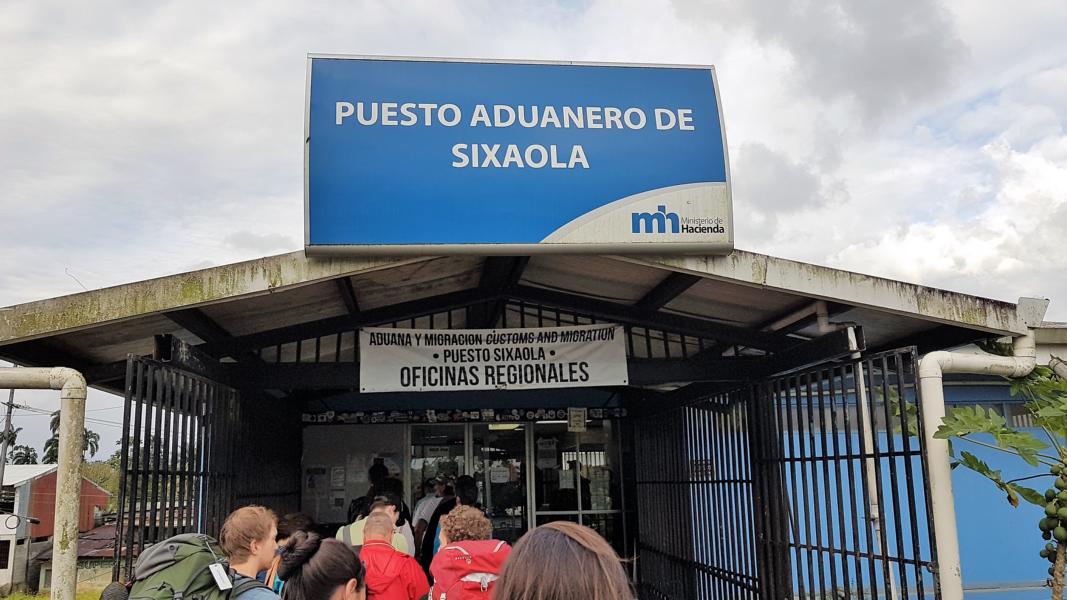 PUESTO ADUANERO DE
SIXAOLA
mh Ministerio de
Hacienda
ADUANA Y MIGRACION CUSTOMS AND MIGRATION
· PUESTO SIXAOLA ·
OFICINAS REGIONALES